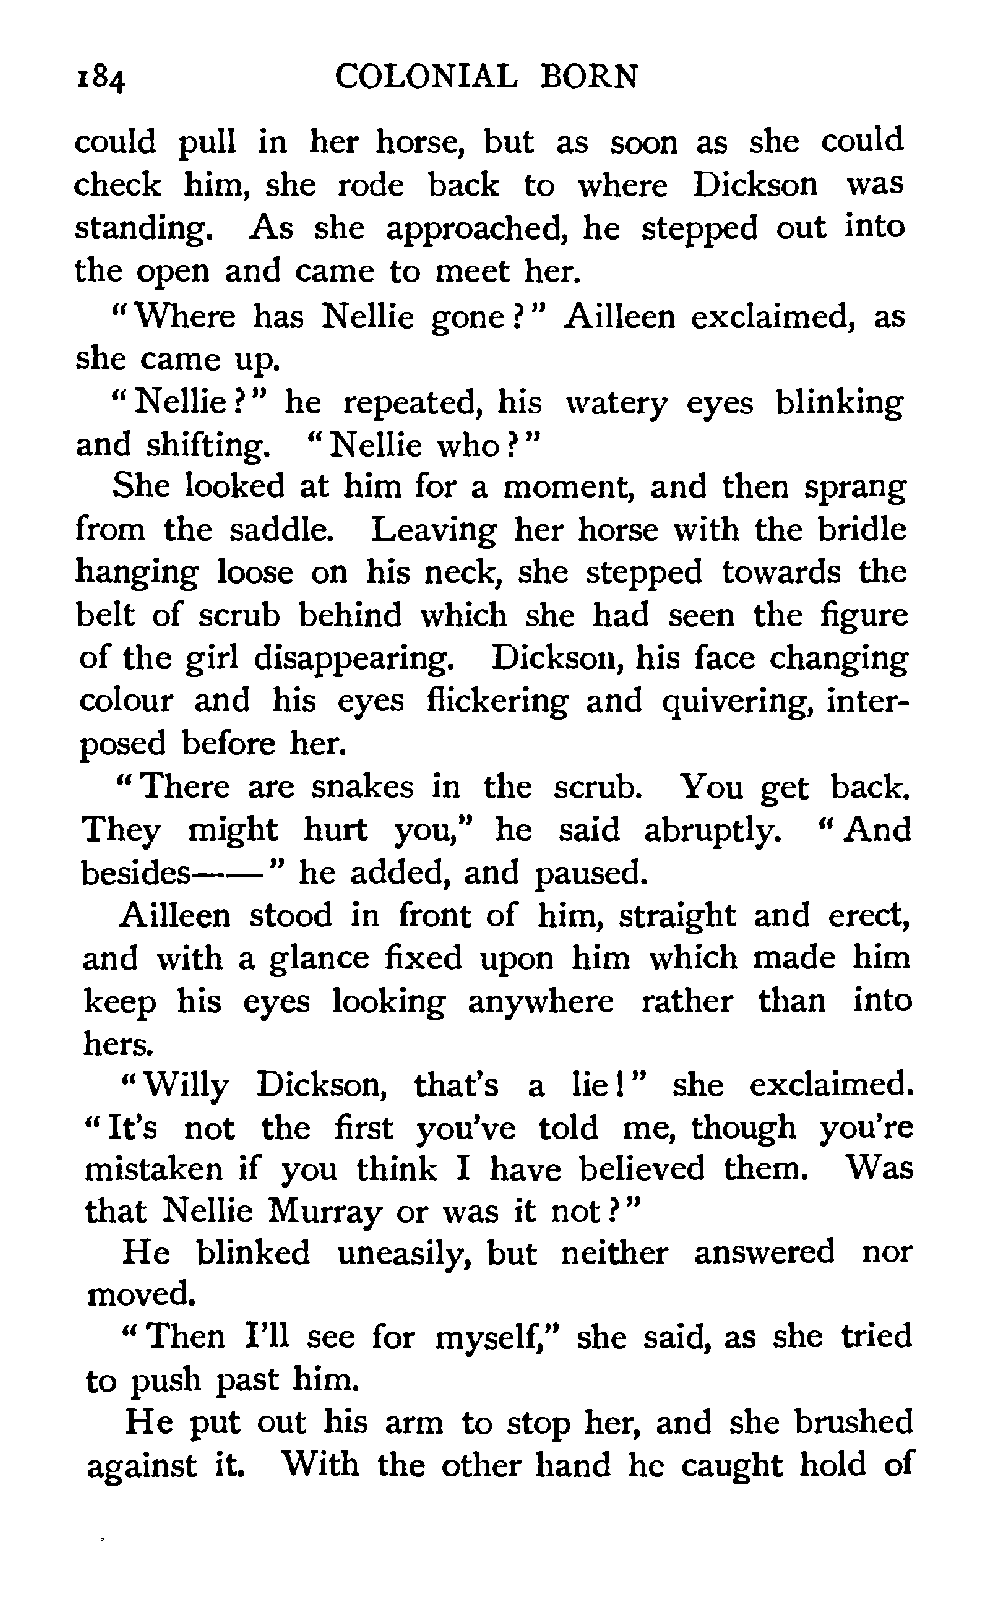 184 COLONIAL BORN
could pull in her horse, but as soon as she could
check him, she rode back to where Dickson was
standing. As she approached, he stepped out into
the open and came to meet her.
"Where has Nellie gone?" Ailleen exclaimed, as
she came up.
"Nellie?" he repeated, his watery eyes blinking
and shifting. "Nellie who?"
She looked at him for a moment, and then sprang
from the saddle. Leaving her horse with the bridle
hanging loose on his neck, she stepped towards the
belt of scrub behind which she had seen the figure
of the girl disappearing. Dickson, his face changing
colour and his eyes flickering and quivering, inter-
posed before her.
"There are snakes in the scrub. You get back.
They might hurt you," he said abruptly. "And
besides——" he added, and paused.
Ailleen stood in front of him, straight and erect,
and with a glance fixed upon him which made him
keep his eyes looking anywhere rather than into
hers.
"Willy Dickson, that's a lie!" she exclaimed.
"It's not the first you've told me, though you're
mistaken if you think I have believed them. Was
that Nellie Murray or was it not?"
He blinked uneasily, but neither answered nor
moved.
"Then I'll see for myself," she said, as she tried
to push past him.
He put out his arm to stop her, and she brushed
against it. With the other hand he caught hold of